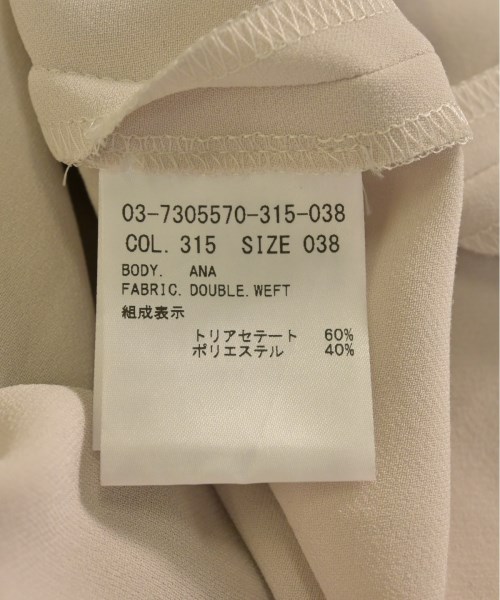 03-7305570-315-038
COL. 315 SIZE 038
BODY. ANA
FABRIC. DOUBLE. WEFT
組成表示
トリアセテート 60%
ポリエステル 40%